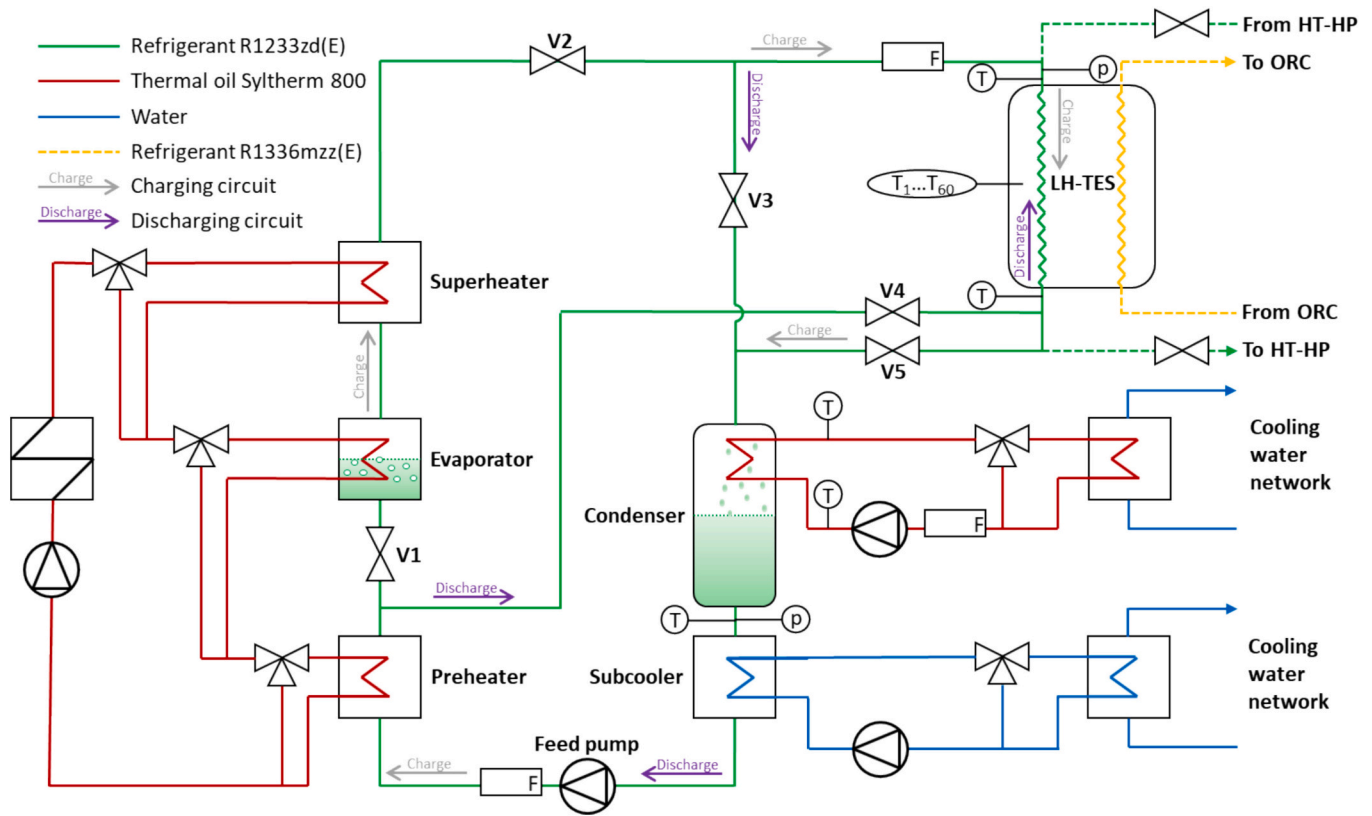 Refrigerant R1233zd(E)
Thermal oil Syltherm 800
Water
Refrigerant R1336mzz(E)
Charge
Charging circuit
Discharge
Discharging circuit
V2
Charge
F
T
p
From HT-HP
To ORC
Discharge
Charge
T1...T60
LH-TES
Discharge
V3
Superheater
T
V4
From ORC
Charge
Charge
V5
To HT-HP
Evaporator
T
Cooling
water
network
Condenser
T
F
V1
Discharge
T
p
Preheater
Subcooler
Cooling
water
network
Feed pump
Charge
F
Discharge